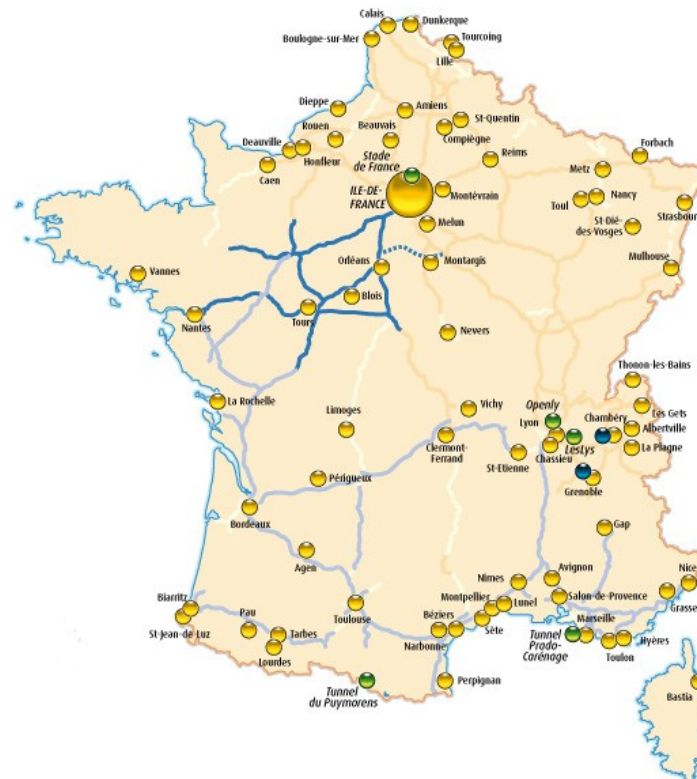 Calais
Dunkerque
Boulogne-sur-Mer
Tourcoing
Lille
Dieppe
Amiens
Rouen
Beauvais
St-Quentin
Compiègne
Deauville
Honfleur
Stade
de France
Reims
Forbach
Metz
Caen
ILE-DE-
FRANCE
Montévrain
Nancy
Toul
Strasbourg
St-Dié-
des-Vosges
Melun
Vannes
Orléans
Montargis
Mulhouse
Blois
Nantes
Tours
Nevers
Thonon-les-Bains
La Rochelle
Vichy
Openly
Les Gets
Limoges
Lyon
Chambéry
Albertville
Clermont-
Ferrand
LesLys
Chassieu
La Plagne
St-Etienne
Périgueux
Grenoble
Bordeaux
Gap
Agen
Avignon
Nîmes
Nice
Biarritz
Montpellier
Lunel
Salon-de-Provence
Grasse
Pau
Toulouse
Béziers
Marseille
St-Jean-de Luz
Tarbes
Sète
Narbonne
Tunnel
Prado-
Carénage
Hyères
Toulon
Lourdes
Perpignan
Tunnel
du Puymorens
Bastia